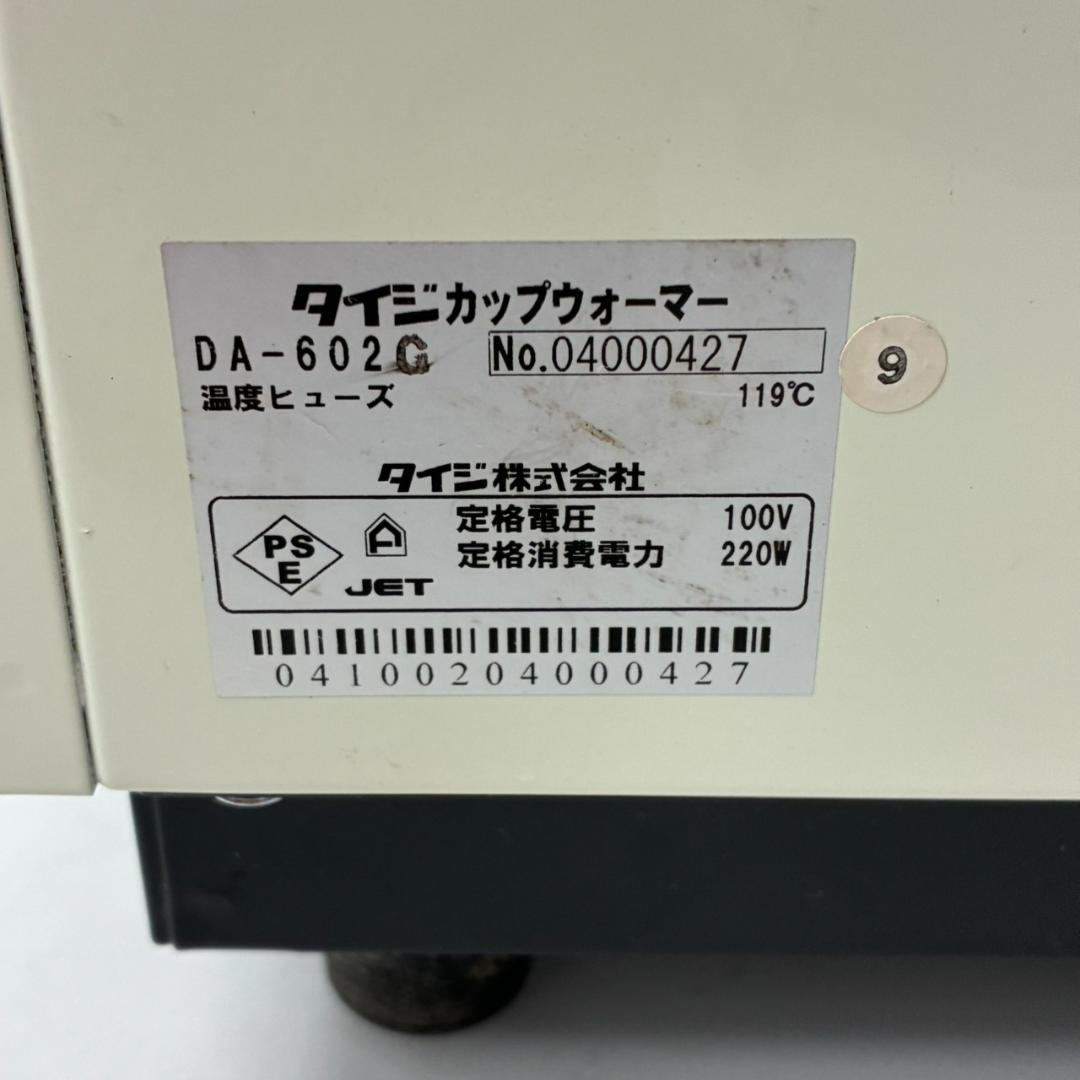 タイジカップウォーマー
DA-602G No.04000427
温度ヒューズ 119℃
9
タイジ株式会社
定格電圧 100V
定格消費電力 220W
PS
E
JET
04100204000427